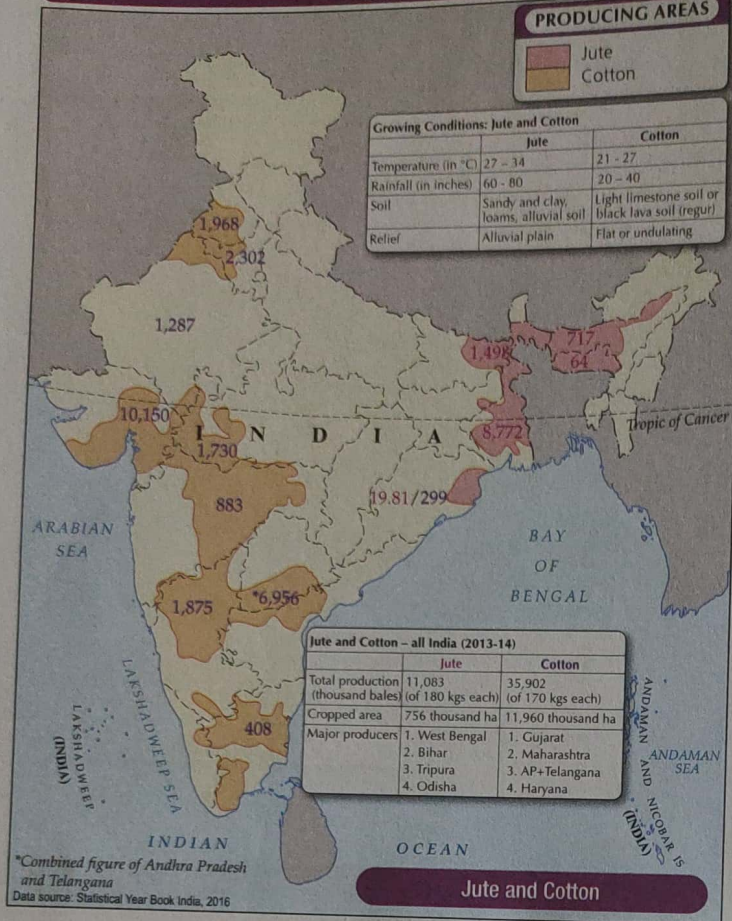 PRODUCING AREAS
Jute
Cotton
Growing Conditions: Jute and Cotton
Jute Cotton
Temperature (in °C) 27 – 34 21 - 27
Rainfall (in inches) 60 - 80 20 – 40
Soil Sandy and clay, loams, alluvial soil Light limestone soil or black lava soil (regur)
Relief Alluvial plain Flat or undulating
1,968
2,302
1,287
1,498
717
64
10,150
I N D I A
1,730
8,772
Tropic of Cancer
883
19.81/299
ARABIAN
SEA
BAY
OF
BENGAL
1,875
*6,956
Jute and Cotton – all India (2013-14)
Jute Cotton
Total production (thousand bales) 11,083 (of 180 kgs each) 35,902 (of 170 kgs each)
Cropped area 756 thousand ha 11,960 thousand ha
Major producers 1. West Bengal 1. Gujarat
2. Bihar 2. Maharashtra
3. Tripura 3. AP+Telangana
4. Odisha 4. Haryana
LAKSHADWEEP SEA
LAKSHADWEEP
(INDIA)
408
ANDAMAN AND NICOBAR IS
(INDIA)
ANDAMAN
SEA
INDIAN OCEAN
*Combined figure of Andhra Pradesh
and Telangana
Data source: Statistical Year Book India, 2016
Jute and Cotton